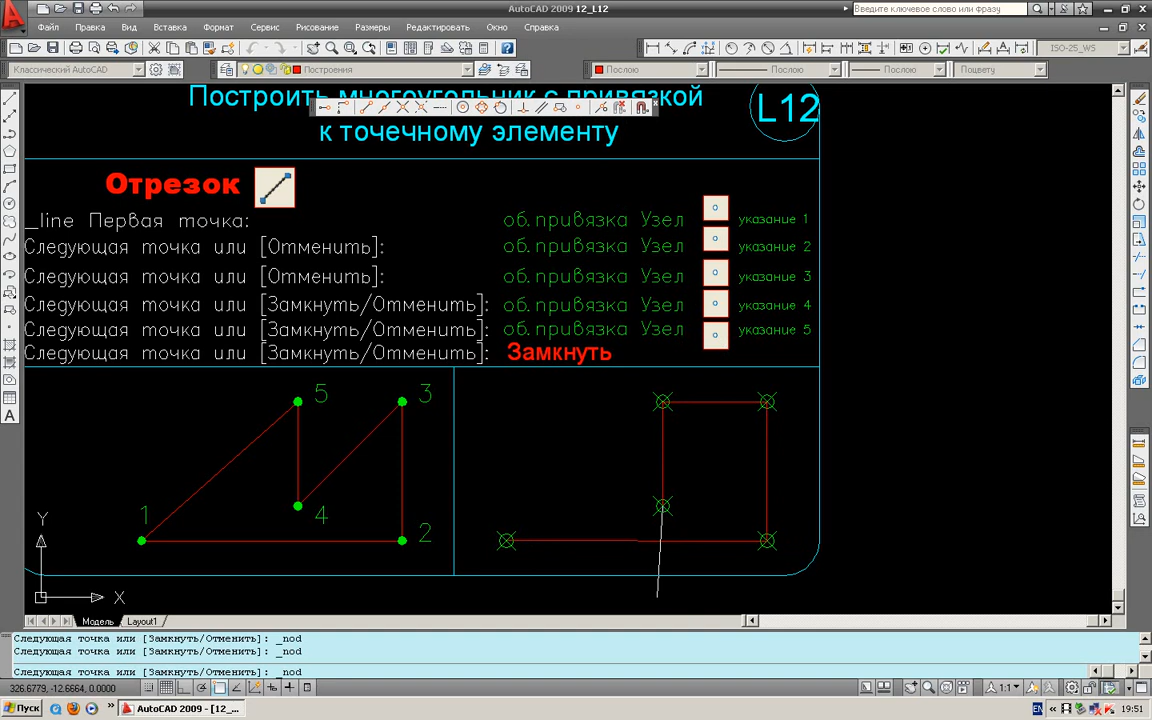 AutoCAD 2009 12_L12
Введите ключевое слово или фразу
Файл Правка Вид Вставка Формат Сервис Рисование Размеры Редактировать Окно Справка
ISO-25_WS
Классический AutoCAD Построения Послою Послою Послою Поцвету
Построить многоугольник с привязкой
к точечному элементу
L12
Отрезок
_line Первая точка: об.привязка Узел указание 1
Следующая точка или [Отменить]: об.привязка Узел указание 2
Следующая точка или [Отменить]: об.привязка Узел указание 3
Следующая точка или [Замкнуть/Отменить]: об.привязка Узел указание 4
Следующая точка или [Замкнуть/Отменить]: об.привязка Узел указание 5
Следующая точка или [Замкнуть/Отменить]: Замкнуть
5 3
1 4 2
Y
X
Модель Layout1
Следующая точка или [Замкнуть/Отменить]: _nod
Следующая точка или [Замкнуть/Отменить]: _nod
Следующая точка или [Замкнуть/Отменить]: _nod
326.6779, -12.6664, 0.0000 1:1
Пуск AutoCAD 2009 - [12_... EN 19:51